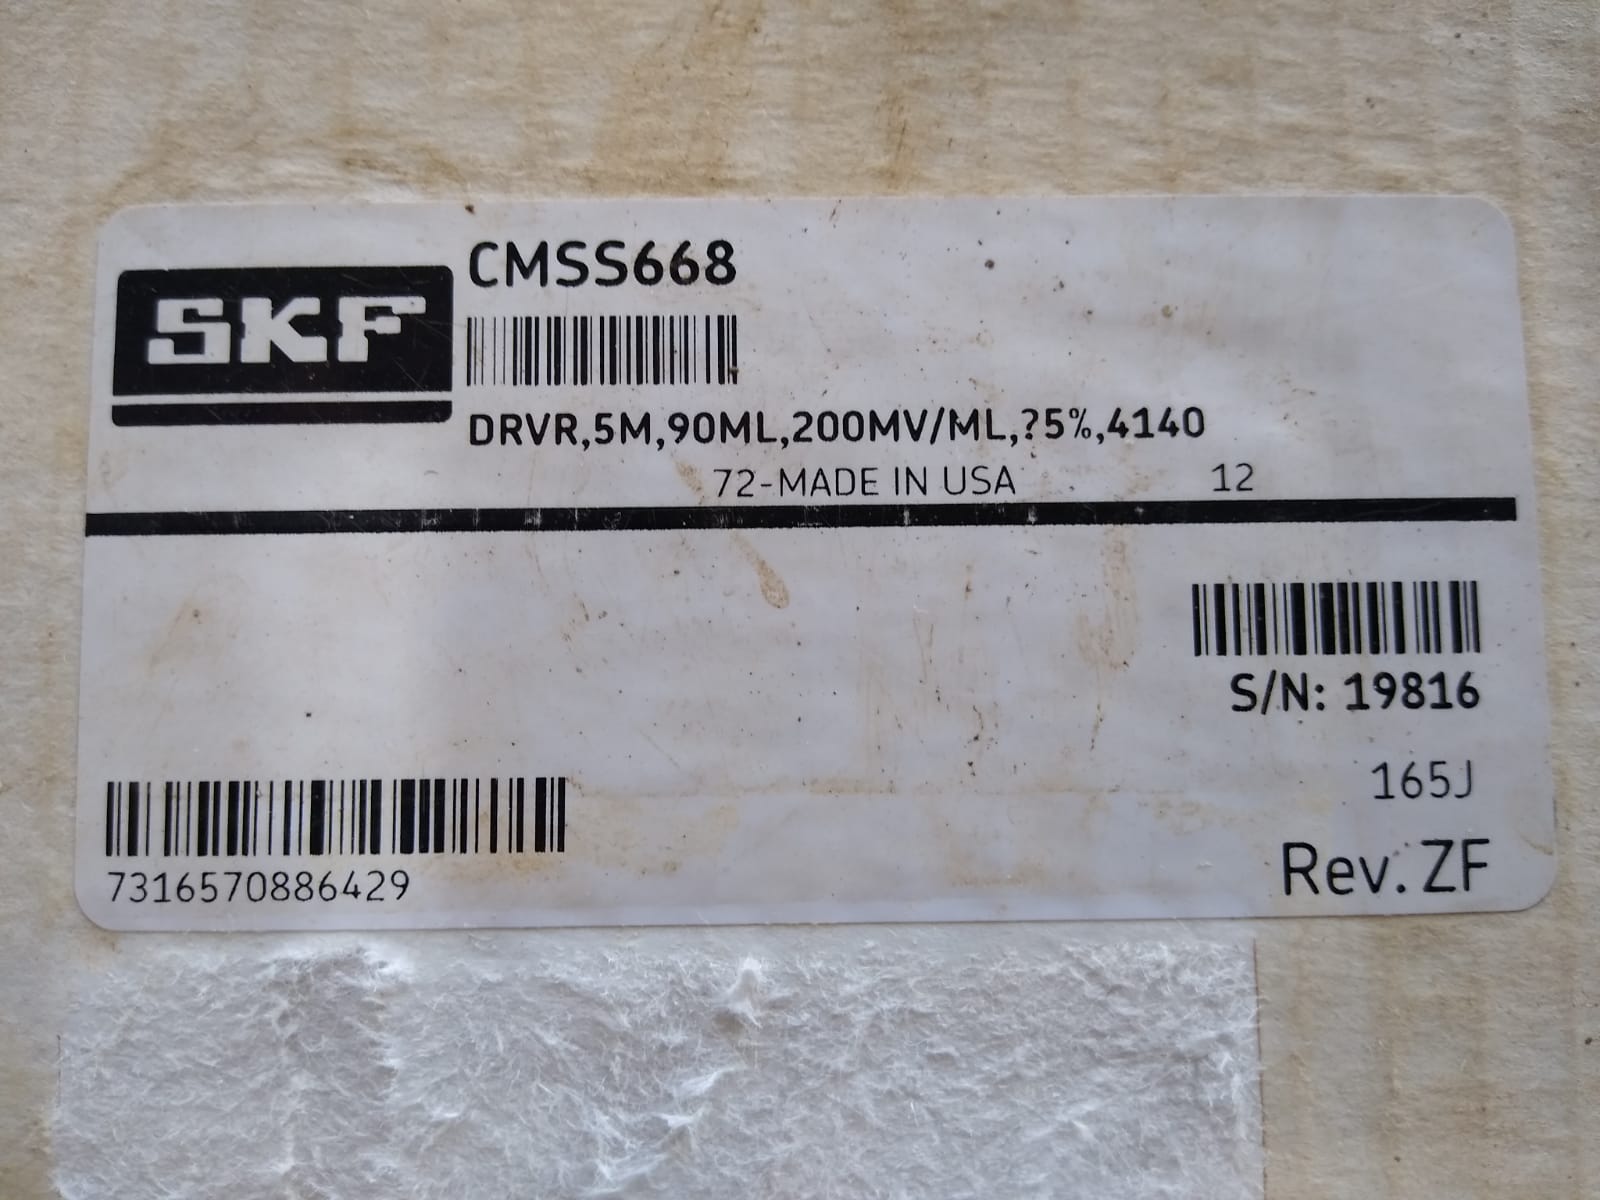 SKF
CMSS668
DRVR,5M,90ML,200MV/ML,?5%,4140
72-MADE IN USA 12
S/N: 19816
165J
7316570886429
Rev. ZF